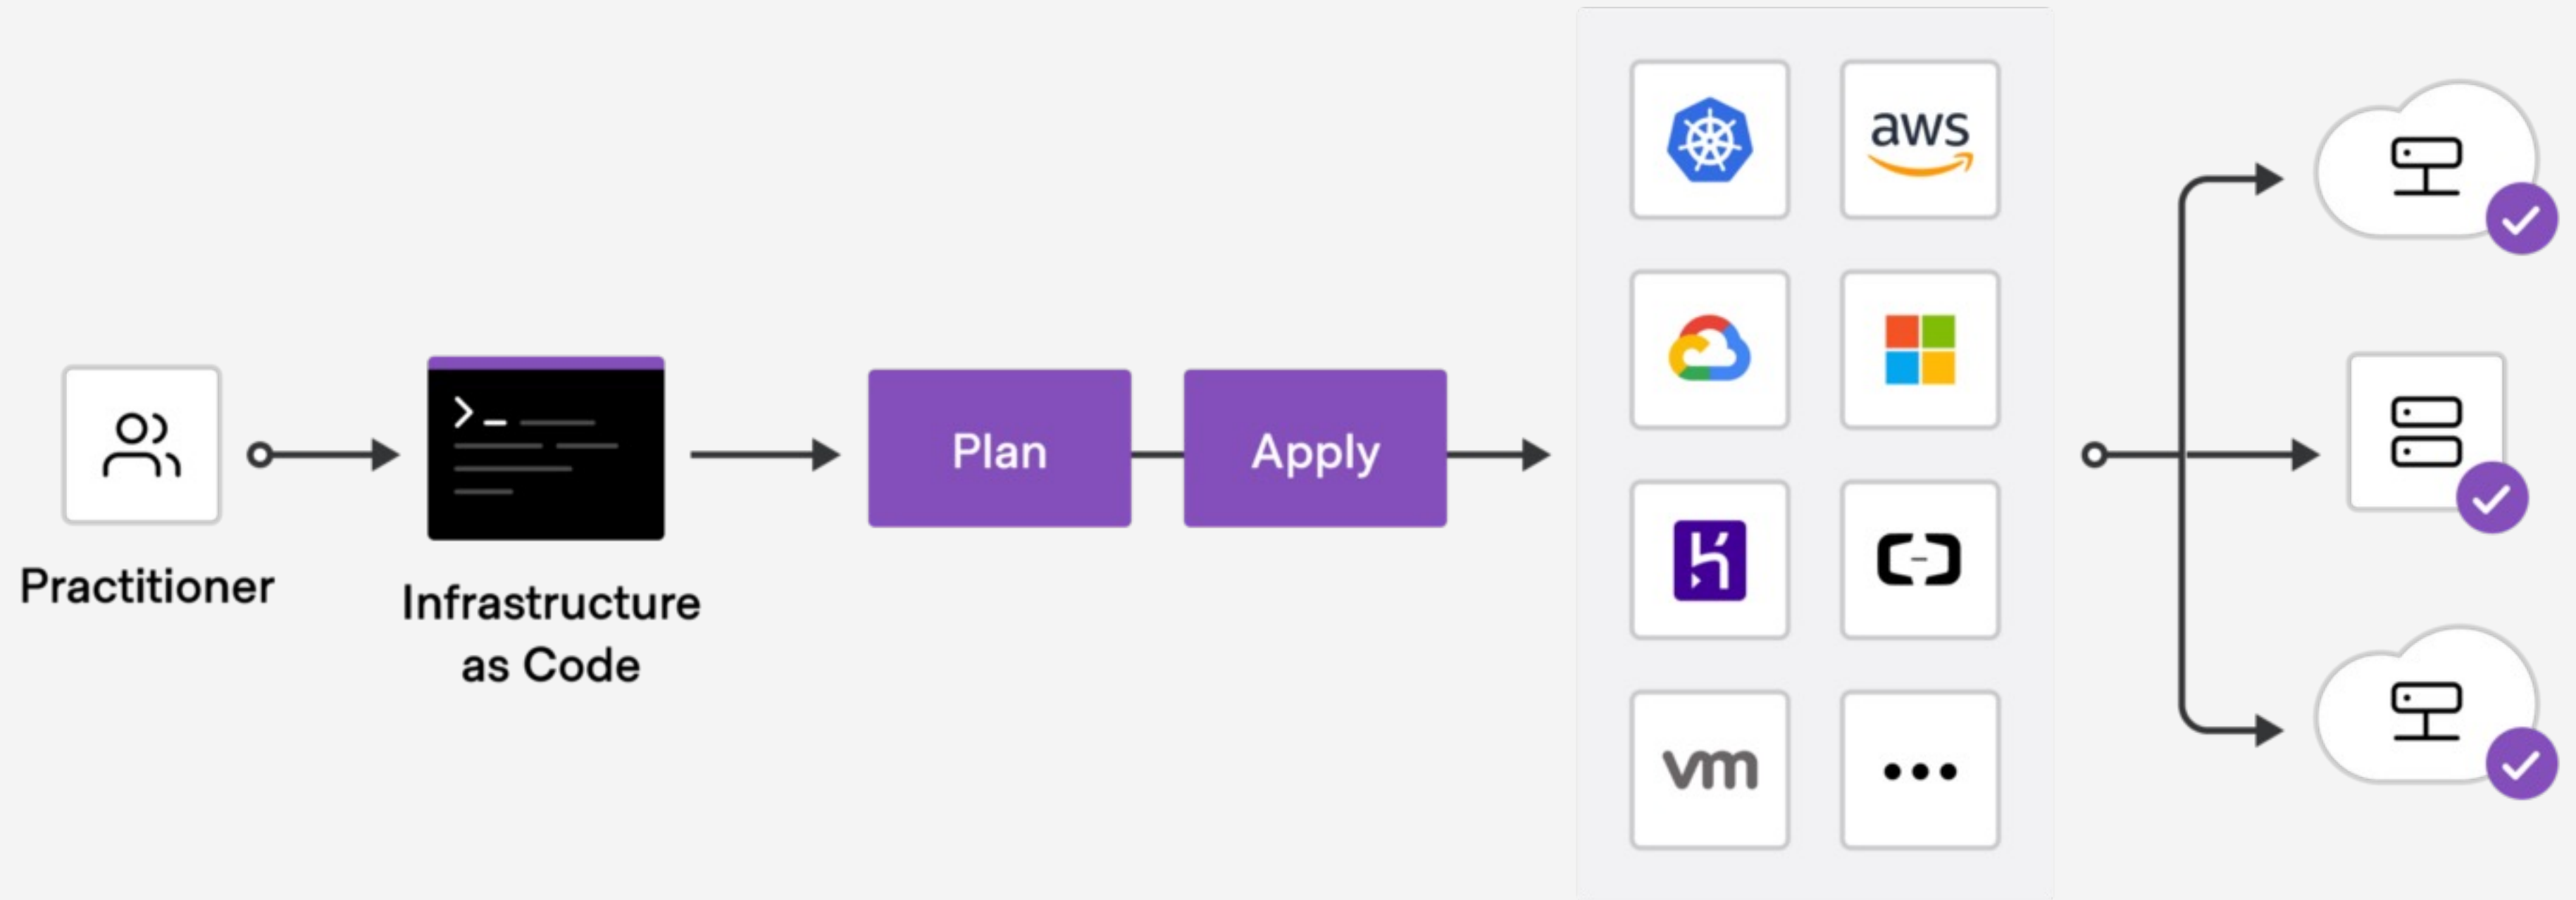 Practitioner
Infrastructure
as Code
Plan
Apply
aws
vm